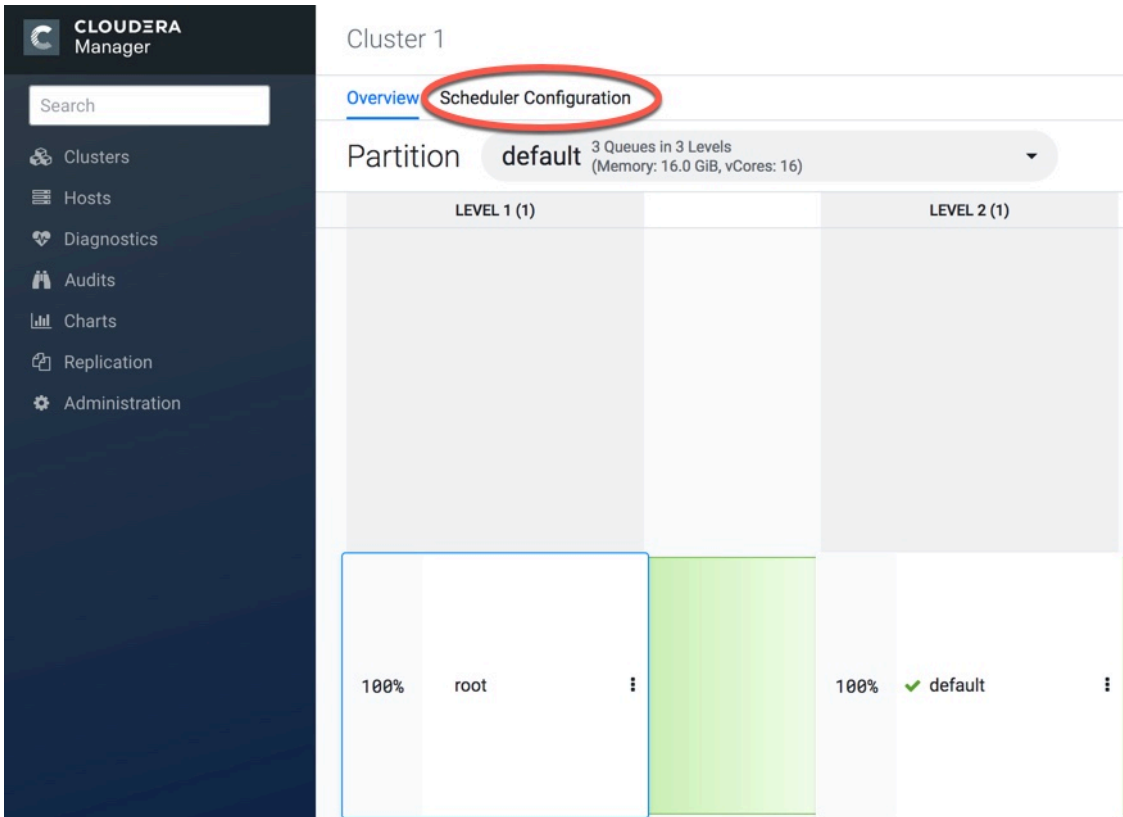 CLOUDERA
Manager
Search
Clusters
Hosts
Diagnostics
Audits
Charts
Replication
Administration
Cluster 1
Overview Scheduler Configuration
Partition default 3 Queues in 3 Levels
(Memory: 16.0 GiB, vCores: 16)
LEVEL 1 (1) LEVEL 2 (1)
100% root 100% default